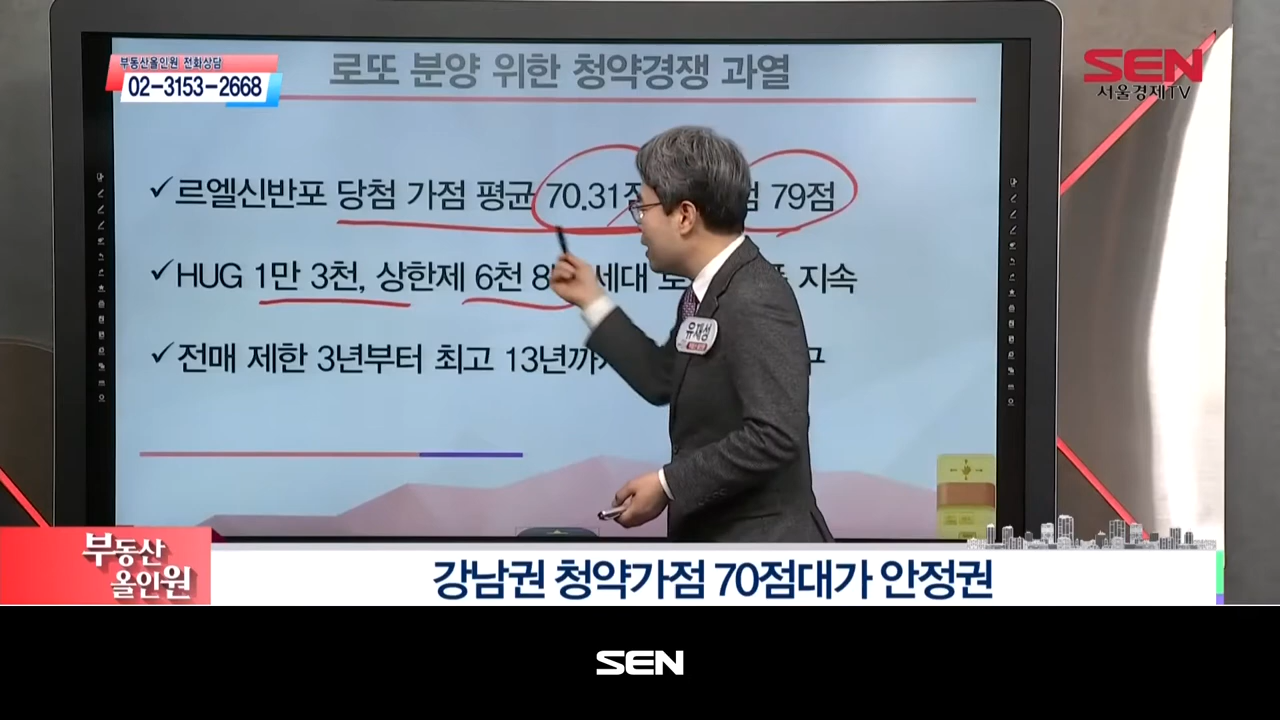 부동산올인원 전화상담
02-3153-2668
로또 분양 위한 청약경쟁 과열
SEN
서울경제TV
✓르엘신반포 당첨 가점 평균 70.31점 79점
✓HUG 1만 3천, 상한제 6천 8 세대 지속
✓전매 제한 3년부터 최고 13년까지
유재성
부동산
올인원
강남권 청약가점 70점대가 안정권
SEN